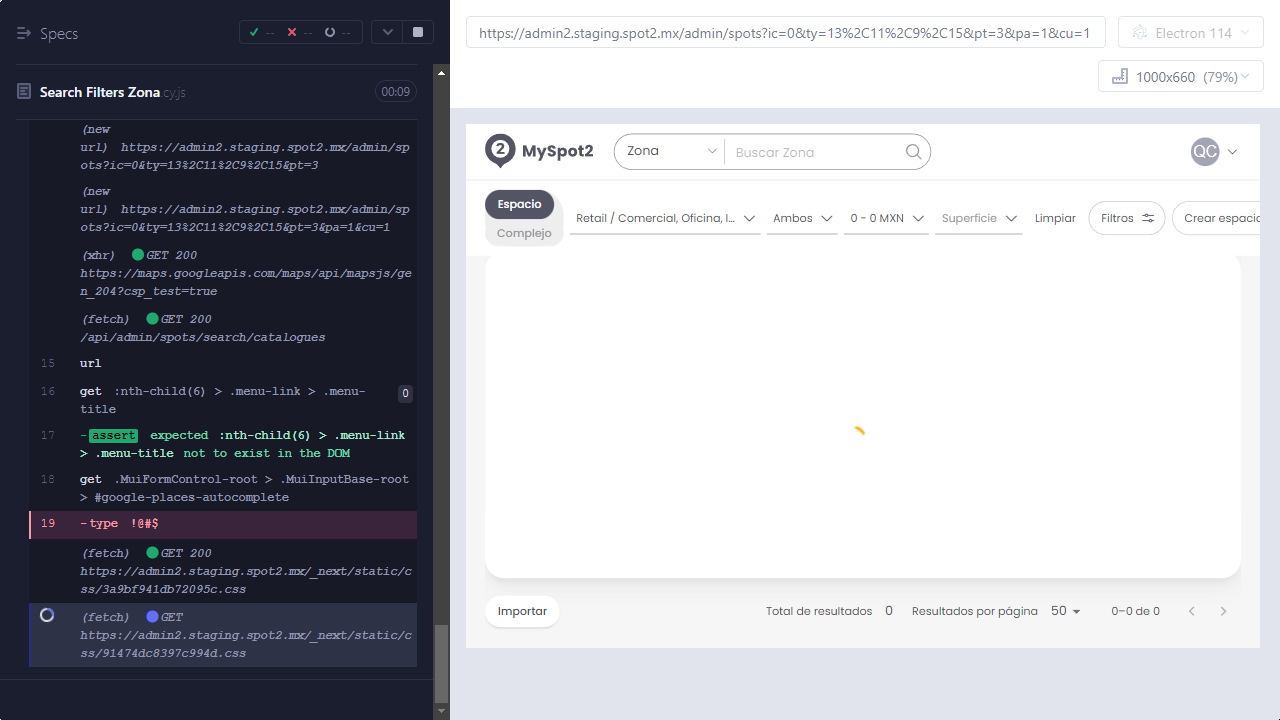 Specs
--
--
--
Search Filters Zona.cy.js
00:09
(new
url) https://admin2.staging.spot2.mx/admin/sp
ots?ic=0&ty=13%2C11%2C9%2C15&pt=3
(new
url) https://admin2.staging.spot2.mx/admin/sp
ots?ic=0&ty=13%2C11%2C9%2C15&pt=3&pa=1&cu=1
(xhr) GET 200
https://maps.googleapis.com/maps/api/mapsjs/ge
n_204?csp_test=true
(fetch) GET 200
/api/admin/spots/search/catalogues
15 url
16 get :nth-child(6) > .menu-link > .menu- 0
title
17 -assert expected :nth-child(6) > .menu-link
> .menu-title not to exist in the DOM
18 get .MuiFormControl-root > .MuiInputBase-root
> #google-places-autocomplete
19 -type !@#$
(fetch) GET 200
https://admin2.staging.spot2.mx/_next/static/c
ss/3a9bf941db72095c.css
(fetch) GET
https://admin2.staging.spot2.mx/_next/static/c
ss/91474dc8397c994d.css
https://admin2.staging.spot2.mx/admin/spots?ic=0&ty=13%2C11%2C9%2C15&pt=3&pa=1&cu=1
Electron 114
1000x660 (79%)
2 MySpot2
Zona
Buscar Zona
QC
Espacio
Complejo
Retail / Comercial, Oficina, I...
Ambos
0 - 0 MXN
Superficie
Limpiar
Filtros
Crear espacio
Importar
Total de resultados 0
Resultados por página 50
0–0 de 0